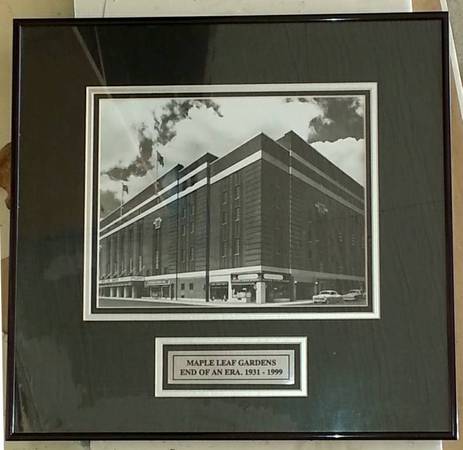 MAPLE LEAF GARDENS
END OF AN ERA. 1931 - 1999